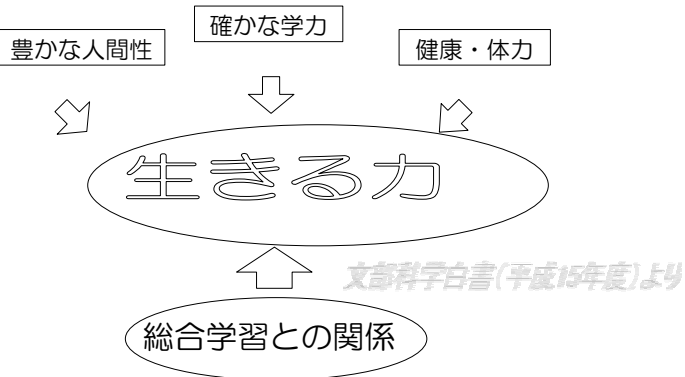 確かな学力
豊かな人間性
健康・体力
生きる力
文部科学白書(平成15年度)より
総合学習との関係